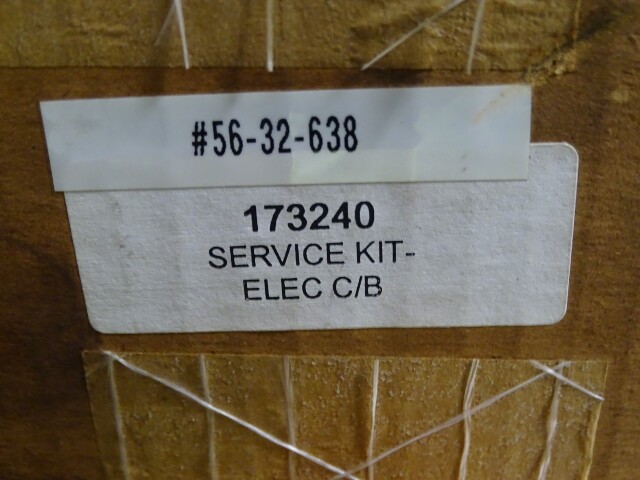 #56-32-638
173240
SERVICE KIT-
ELEC C/B